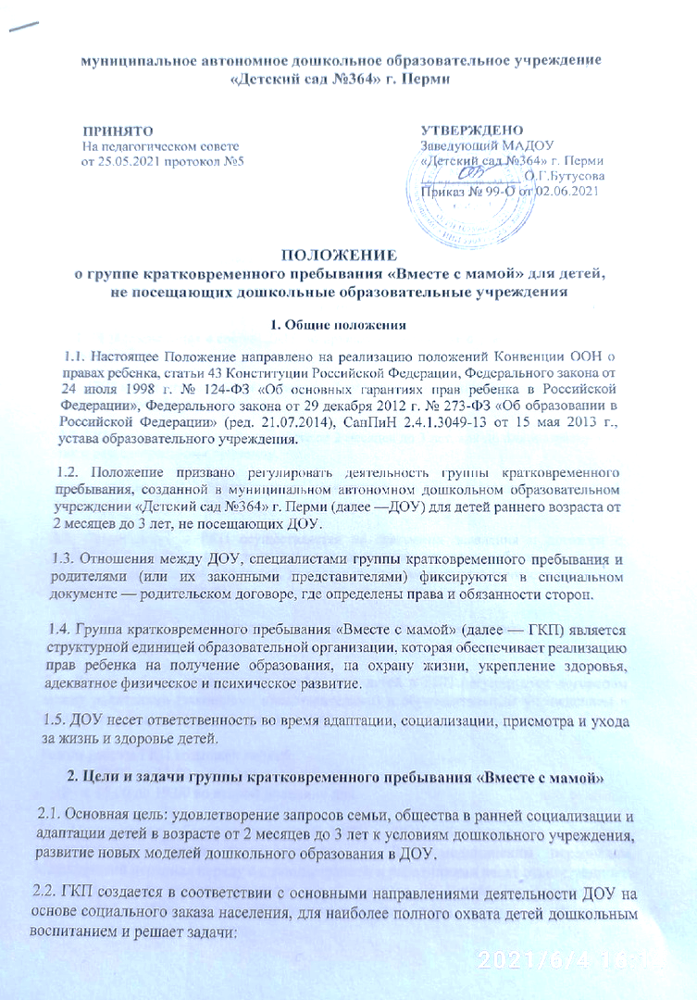 муниципальное автономное дошкольное образовательное учреждение
«Детский сад №364» г. Перми
ПРИНЯТО
На педагогическом совете
от 25.05.2021 протокол №5
УТВЕРЖДЕНО
Заведующий МАДОУ
«Детский сад №364» г. Перми
О.Г.Бутусова
Приказ № 99-О от 02.06.2021
ПОЛОЖЕНИЕ
о группе кратковременного пребывания «Вместе с мамой» для детей,
не посещающих дошкольные образовательные учреждения
1. Общие положения
1.1. Настоящее Положение направлено на реализацию положений Конвенции ООН о
правах ребенка, статьи 43 Конституции Российской Федерации, Федерального закона от
24 июля 1998 г. № 124-ФЗ «Об основных гарантиях прав ребенка в Российской
Федерации», Федерального закона от 29 декабря 2012 г. № 273-ФЗ «Об образовании в
Российской Федерации» (ред. 21.07.2014), СанПиН 2.4.1.3049-13 от 15 мая 2013 г.,
устава образовательного учреждения.
1.2. Положение призвано регулировать деятельность группы кратковременного
пребывания, созданной в муниципальном автономном дошкольном образовательном
учреждении «Детский сад №364» г. Перми (далее —ДОУ) для детей раннего возраста от
2 месяцев до 3 лет, не посещающих ДОУ.
1.3. Отношения между ДОУ, специалистами группы кратковременного пребывания и
родителями (или их законными представителями) фиксируются в специальном
документе — родительском договоре, где определены права и обязанности сторон.
1.4. Группа кратковременного пребывания «Вместе с мамой» (далее — ГКП) является
структурной единицей образовательной организации, которая обеспечивает реализацию
прав ребенка на получение образования, на охрану жизни, укрепление здоровья,
адекватное физическое и психическое развитие.
1.5. ДОУ несет ответственность во время адаптации, социализации, присмотра и ухода
за жизнь и здоровье детей.
2. Цели и задачи группы кратковременного пребывания «Вместе с мамой»
2.1. Основная цель: удовлетворение запросов семьи, общества в ранней социализации и
адаптации детей в возрасте от 2 месяцев до 3 лет к условиям дошкольного учреждения,
развитие новых моделей дошкольного образования в ДОУ.
2.2. ГКП создается в соответствии с основными направлениями деятельности ДОУ на
основе социального заказа населения, для наиболее полного охвата детей дошкольным
воспитанием и решает задачи:
2021/6/4